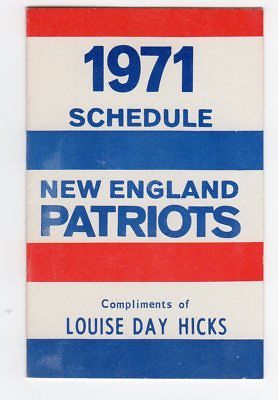 1971
SCHEDULE
NEW ENGLAND
PATRIOTS
Compliments of
LOUISE DAY HICKS